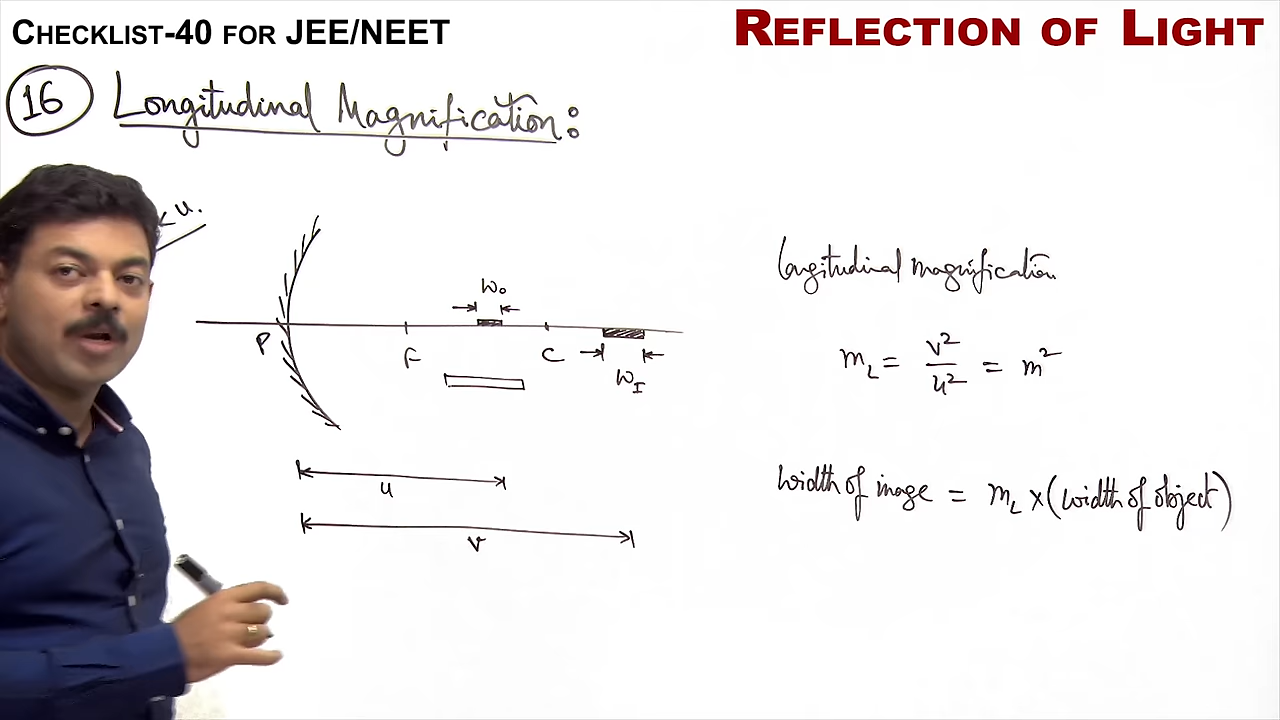 CHECKLIST-40 FOR JEE/NEET
REFLECTION OF LIGHT
16 Longitudinal Magnification:
u.
W₀
P
F
C
W_I
u
v
longitudinal magnification
m_L = v²/u² = m²
width of image = m_L × (width of object)